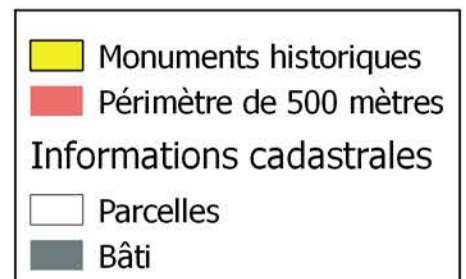 Monuments historiques
Périmètre de 500 mètres
Informations cadastrales
Parcelles
Bâti